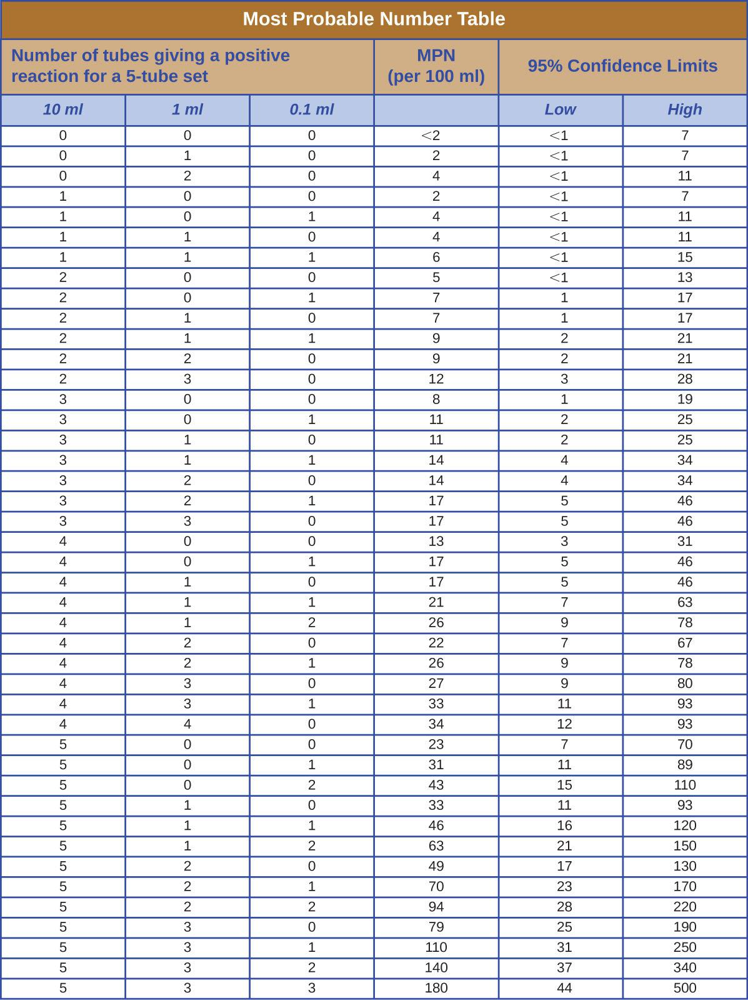 Most Probable Number Table
Number of tubes giving a positive
reaction for a 5-tube set
MPN
(per 100 ml)
95% Confidence Limits
10 ml 1 ml 0.1 ml Low High
0 0 0 <2 <1 7
0 1 0 2 <1 7
0 2 0 4 <1 11
1 0 0 2 <1 7
1 0 1 4 <1 11
1 1 0 4 <1 11
1 1 1 6 <1 15
2 0 0 5 <1 13
2 0 1 7 1 17
2 1 0 7 1 17
2 1 1 9 2 21
2 2 0 9 2 21
2 3 0 12 3 28
3 0 0 8 1 19
3 0 1 11 2 25
3 1 0 11 2 25
3 1 1 14 4 34
3 2 0 14 4 34
3 2 1 17 5 46
3 3 0 17 5 46
4 0 0 13 3 31
4 0 1 17 5 46
4 1 0 17 5 46
4 1 1 21 7 63
4 1 2 26 9 78
4 2 0 22 7 67
4 2 1 26 9 78
4 3 0 27 9 80
4 3 1 33 11 93
4 4 0 34 12 93
5 0 0 23 7 70
5 0 1 31 11 89
5 0 2 43 15 110
5 1 0 33 11 93
5 1 1 46 16 120
5 1 2 63 21 150
5 2 0 49 17 130
5 2 1 70 23 170
5 2 2 94 28 220
5 3 0 79 25 190
5 3 1 110 31 250
5 3 2 140 37 340
5 3 3 180 44 500